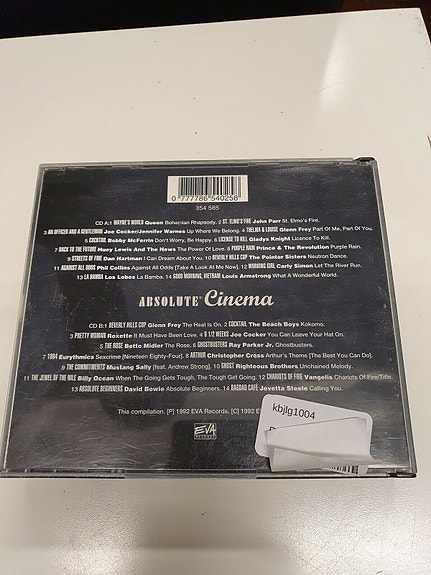 0 777786 540258
354 585
CD A: 1 WAYNE'S WORLD Queen Bohemian Rhapsody. 2 ST. ELMO'S FIRE John Parr St. Elmo's Fire.
3 AN OFFICER AND A GENTLEMAN Joe Cocker/Jennifer Warnes Up Where We Belong. 4 THELMA & LOUISE Glenn Frey Part Of Me, Part Of You.
5 COCKTAIL Bobby McFerrin Don't Worry, Be Happy. 6 LICENSE TO KILL Gladys Knight Licence To Kill.
7 BACK TO THE FUTURE Huey Lewis And The News The Power Of Love. 8 PURPLE RAIN Prince & The Revolution Purple Rain.
9 STREETS OF FIRE Dan Hartman I Can Dream About You. 10 BEVERLY HILLS COP The Pointer Sisters Neutron Dance.
11 AGAINST ALL ODDS Phil Collins Against All Odds [Take A Look At Me Now]. 12 WORKING GIRL Carly Simon Let The River Run.
13 LA BAMBA Los Lobos La Bamba. 14 GOOD MORNING, VIETNAM Louis Armstrong What A Wonderful World.
ABSOLUTE Cinema
CD B: 1 BEVERLY HILLS COP Glenn Frey The Heat Is On. 2 COCKTAIL The Beach Boys Kokomo.
3 PRETTY WOMAN Roxette It Must Have Been Love. 4 9 1/2 WEEKS Joe Cocker You Can Leave Your Hat On.
5 THE ROSE Bette Midler The Rose. 6 GHOSTBUSTERS Ray Parker Jr. Ghostbusters.
7 1984 Eurythmics Sexcrime [Nineteen Eighty-Four]. 8 ARTHUR Christopher Cross Arthur's Theme [The Best You Can Do].
9 THE COMMITMENTS Mustang Sally [feat. Andrew Strong]. 10 GHOST Righteous Brothers Unchained Melody.
11 THE JEWEL OF THE NILE Billy Ocean When The Going Gets Tough, The Tough Get Going. 12 CHARIOTS OF FIRE Vangelis Chariots Of Fire/Title.
13 ABSOLUTE BEGINNERS David Bowie Absolute Beginners. 14 BAGDAD CAFÉ Jevetta Steele Calling You.
This compilation. [P] 1992 EVA Records. [C] 1992
EVA
RECORDS
kbjlg1004